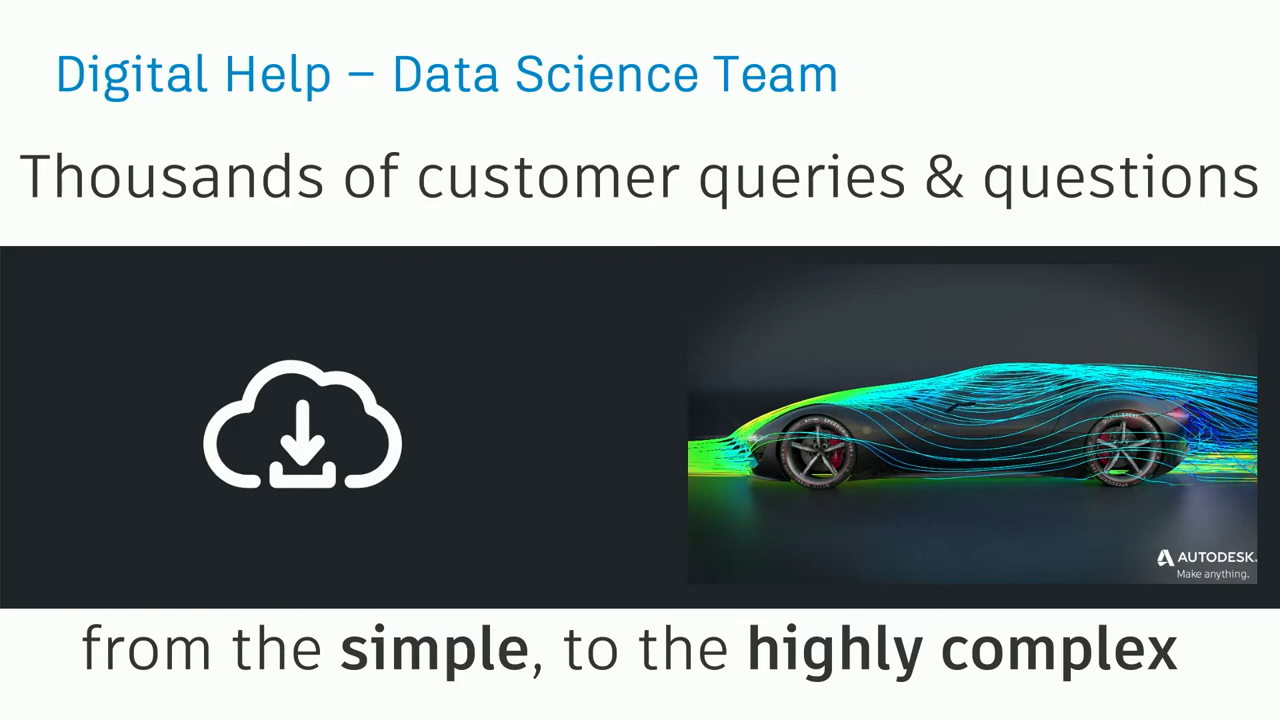 Digital Help – Data Science Team
Thousands of customer queries & questions
AUTODESK.
Make anything.
from the simple, to the highly complex